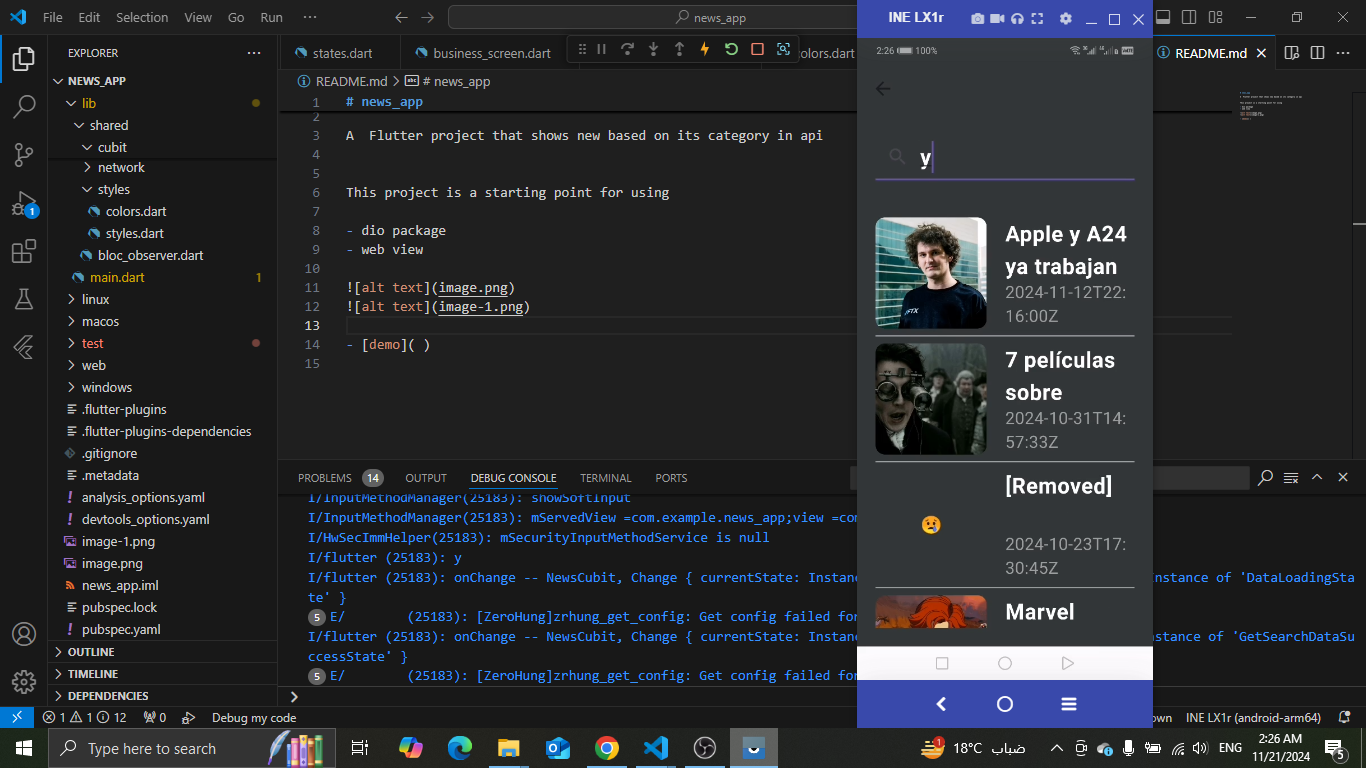 File Edit Selection View Go Run ···
news_app
INE LX1r
EXPLORER
NEWS_APP
lib
shared
cubit
network
styles
colors.dart
styles.dart
bloc_observer.dart
main.dart 1
linux
macos
test
web
windows
.flutter-plugins
.flutter-plugins-dependencies
.gitignore
.metadata
analysis_options.yaml
devtools_options.yaml
image-1.png
image.png
news_app.iml
pubspec.lock
pubspec.yaml
OUTLINE
TIMELINE
DEPENDENCIES
states.dart
business_screen.dart
colors.dart
README.md
README.md > # news_app
1 # news_app
2
3 A  Flutter project that shows new based on its category in api
4
5
6 This project is a starting point for using
7
8 - dio package
9 - web view
10
11 ![alt text](image.png)
12 ![alt text](image-1.png)
13
14 - [demo]( )
15
PROBLEMS 14 OUTPUT DEBUG CONSOLE TERMINAL PORTS
I/InputMethodManager(25183): showSoftInput
I/InputMethodManager(25183): mServedView =com.example.news_app;view =com
I/HwSecImmHelper(25183): mSecurityInputMethodService is null
I/flutter (25183): y
I/flutter (25183): onChange -- NewsCubit, Change { currentState: Instanc
nstance of 'DataLoadingSta
te' }
5 E/        (25183): [ZeroHung]zrhung_get_config: Get config failed for
I/flutter (25183): onChange -- NewsCubit, Change { currentState: Instanc
nstance of 'GetSearchDataSu
ccessState' }
5 E/        (25183): [ZeroHung]zrhung_get_config: Get config failed for
2:26 100%
y
Apple y A24
ya trabajan
2024-11-12T22:
16:00Z
7 películas
sobre
2024-10-31T14:
57:33Z
[Removed]
2024-10-23T17:
30:45Z
Marvel
FTX
1 1 12 0 Debug my code
own INE LX1r (android-arm64)
Type here to search
1 18°C ضباب
ENG
2:26 AM
11/21/2024
5